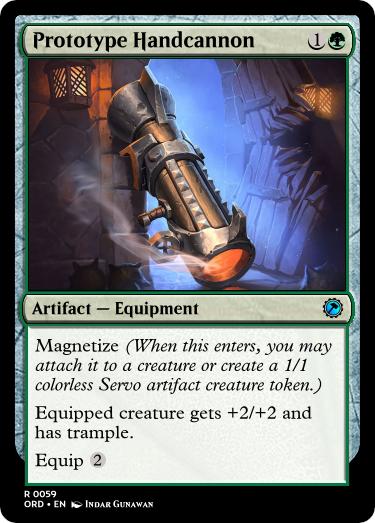 Prototype Handcannon 1
Artifact — Equipment
Magnetize (When this enters, you may
attach it to a creature or create a 1/1
colorless Servo artifact creature token.)
Equipped creature gets +2/+2 and
has trample.
Equip 2
R 0059
ORD • EN Indar Gunawan